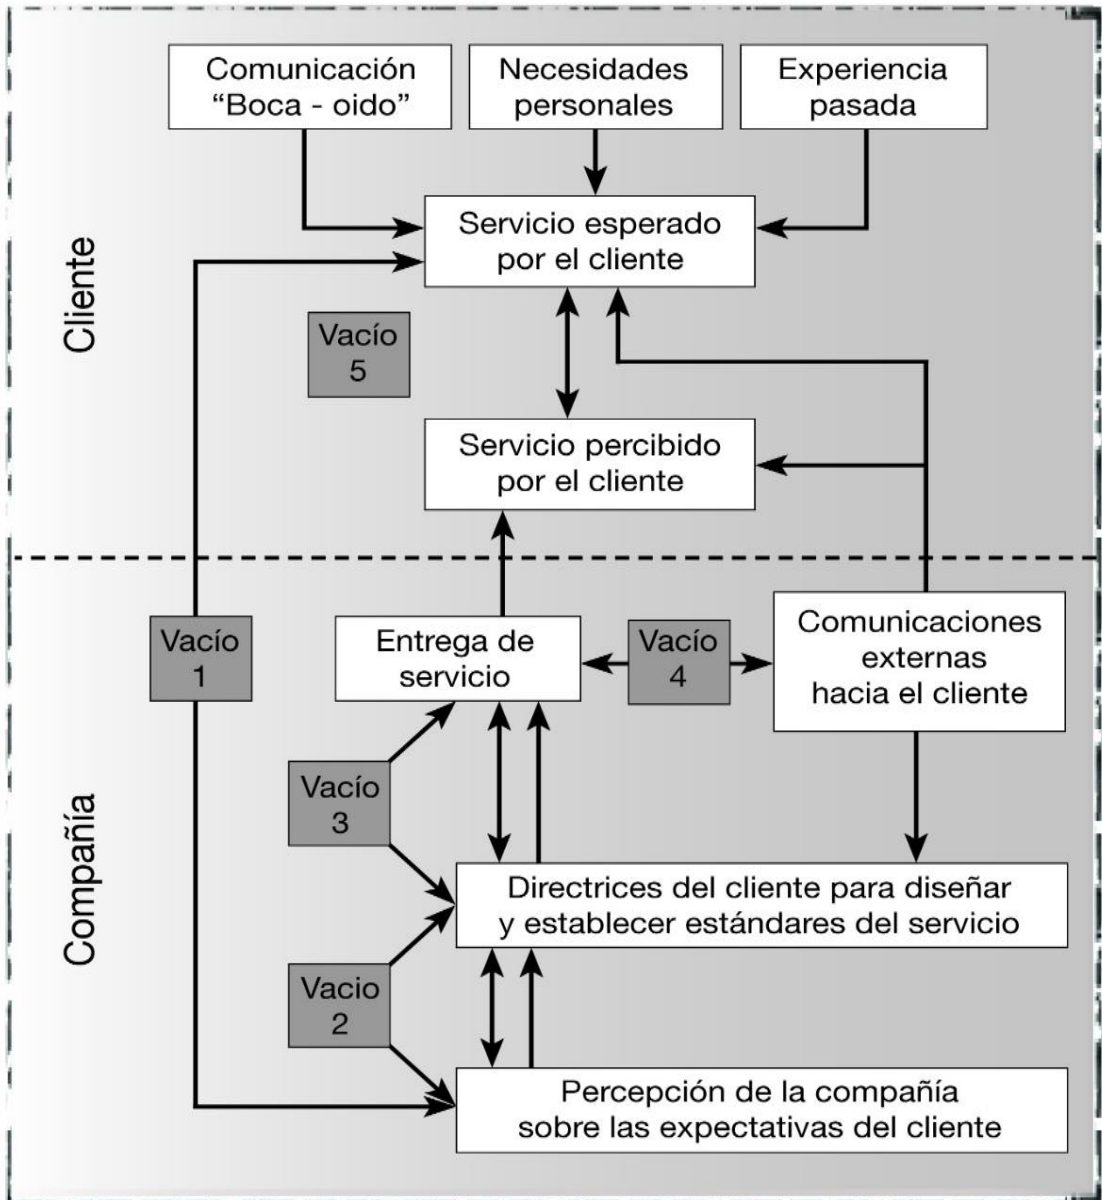 Comunicación
“Boca - oido”
Necesidades
personales
Experiencia
pasada
Servicio esperado
por el cliente
Cliente
Vacío
5
Servicio percibido
por el cliente
Vacío
1
Entrega de
servicio
Vacío
4
Comunicaciones
externas
hacia el cliente
Vacío
3
Compañía
Directrices del cliente para diseñar
y establecer estándares del servicio
Vacio
2
Percepción de la compañía
sobre las expectativas del cliente